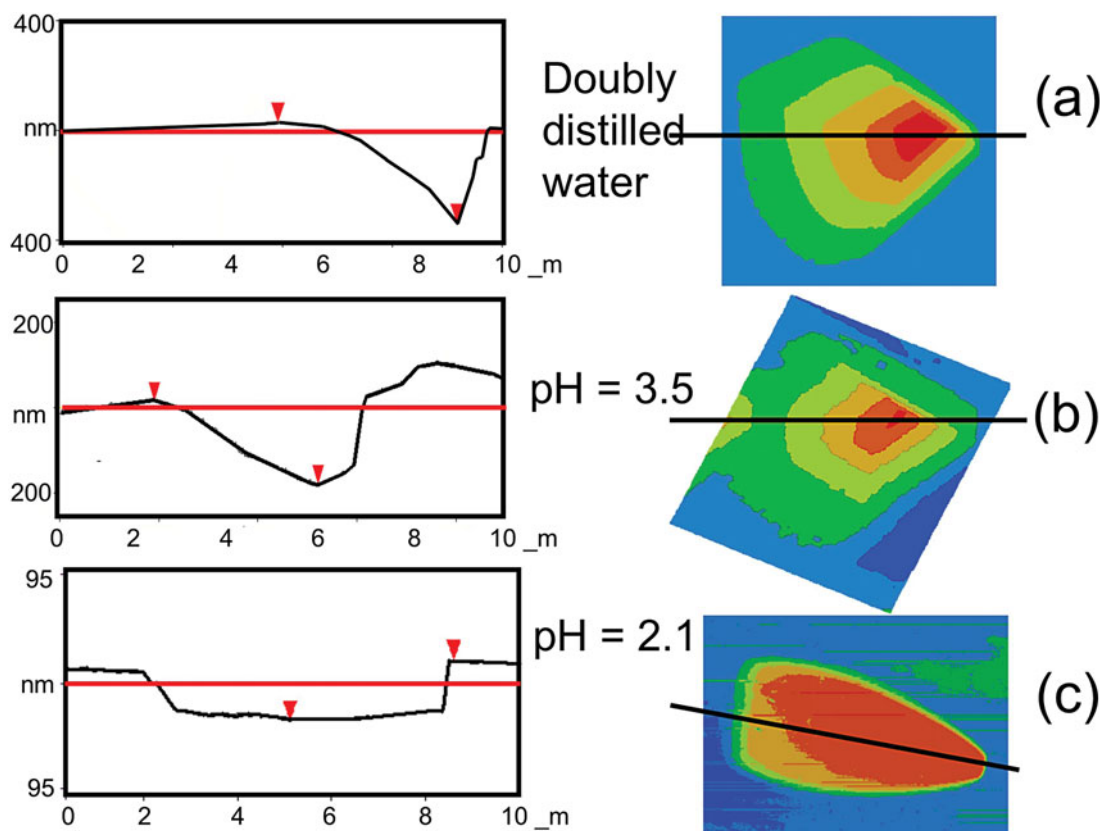 400
nm
400
0 2 4 6 8 10 _m
Doubly
distilled
water
(a)
200
nm
200
0 2 4 6 8 10 _m
pH = 3.5
(b)
95
nm
95
0 2 4 6 8 10 _m
pH = 2.1
(c)